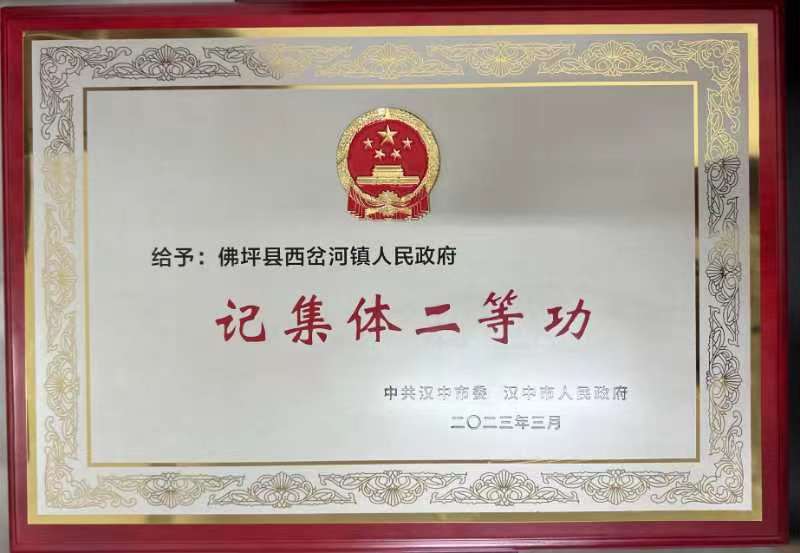 给予：佛坪县西岔河镇人民政府
记集体二等功
中共汉中市委 汉中市人民政府
二〇二三年三月